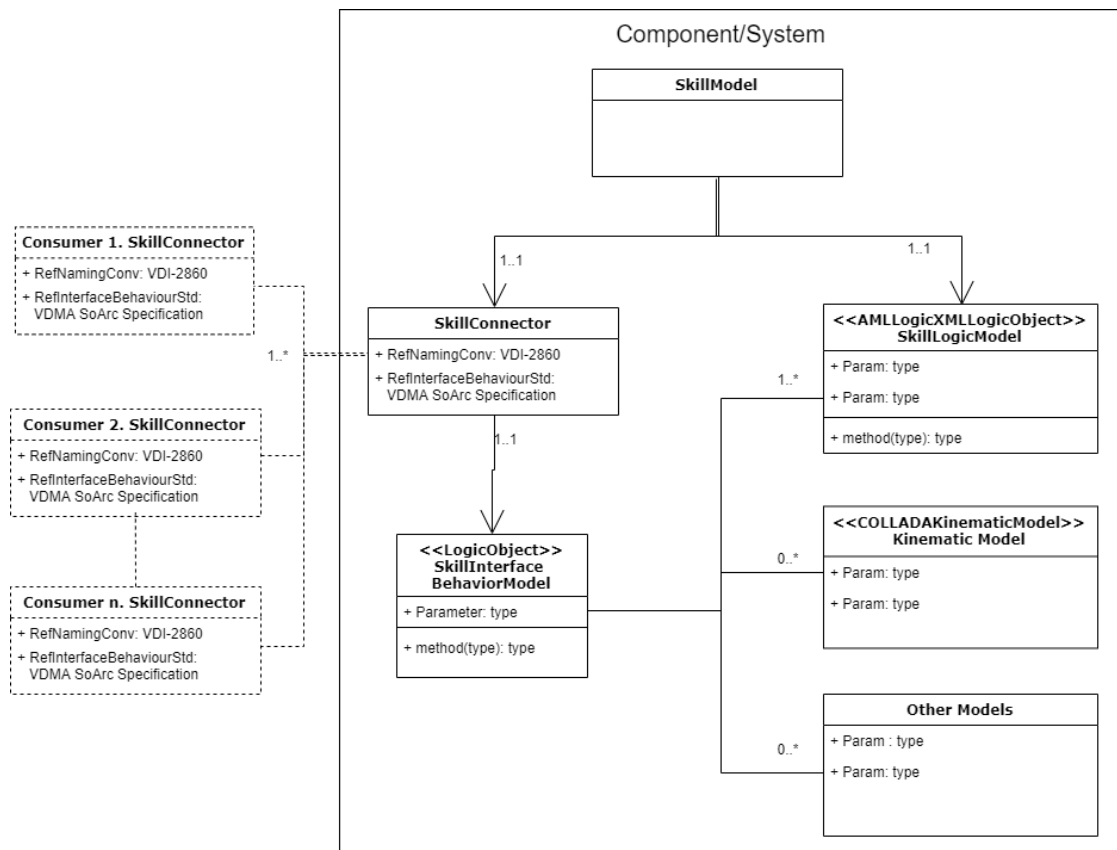 Component/System
SkillModel
1..1
1..1
Consumer 1. SkillConnector
+ RefNamingConv: VDI-2860
+ RefInterfaceBehaviourStd:
VDMA SoArc Specification
1..*
SkillConnector
+ RefNamingConv: VDI-2860
+ RefInterfaceBehaviourStd:
VDMA SoArc Specification
1..1
<<AMLLogicXMLLogicObject>>
SkillLogicModel
+ Param: type
+ Param: type
+ method(type): type
1..*
Consumer 2. SkillConnector
+ RefNamingConv: VDI-2860
+ RefInterfaceBehaviourStd:
VDMA SoArc Specification
<<LogicObject>>
SkillInterface
BehaviorModel
+ Parameter: type
+ method(type): type
<<COLLADAKinematicModel>>
Kinematic Model
+ Param: type
+ Param: type
0..*
Consumer n. SkillConnector
+ RefNamingConv: VDI-2860
+ RefInterfaceBehaviourStd:
VDMA SoArc Specification
Other Models
+ Param : type
+ Param: type
0..*